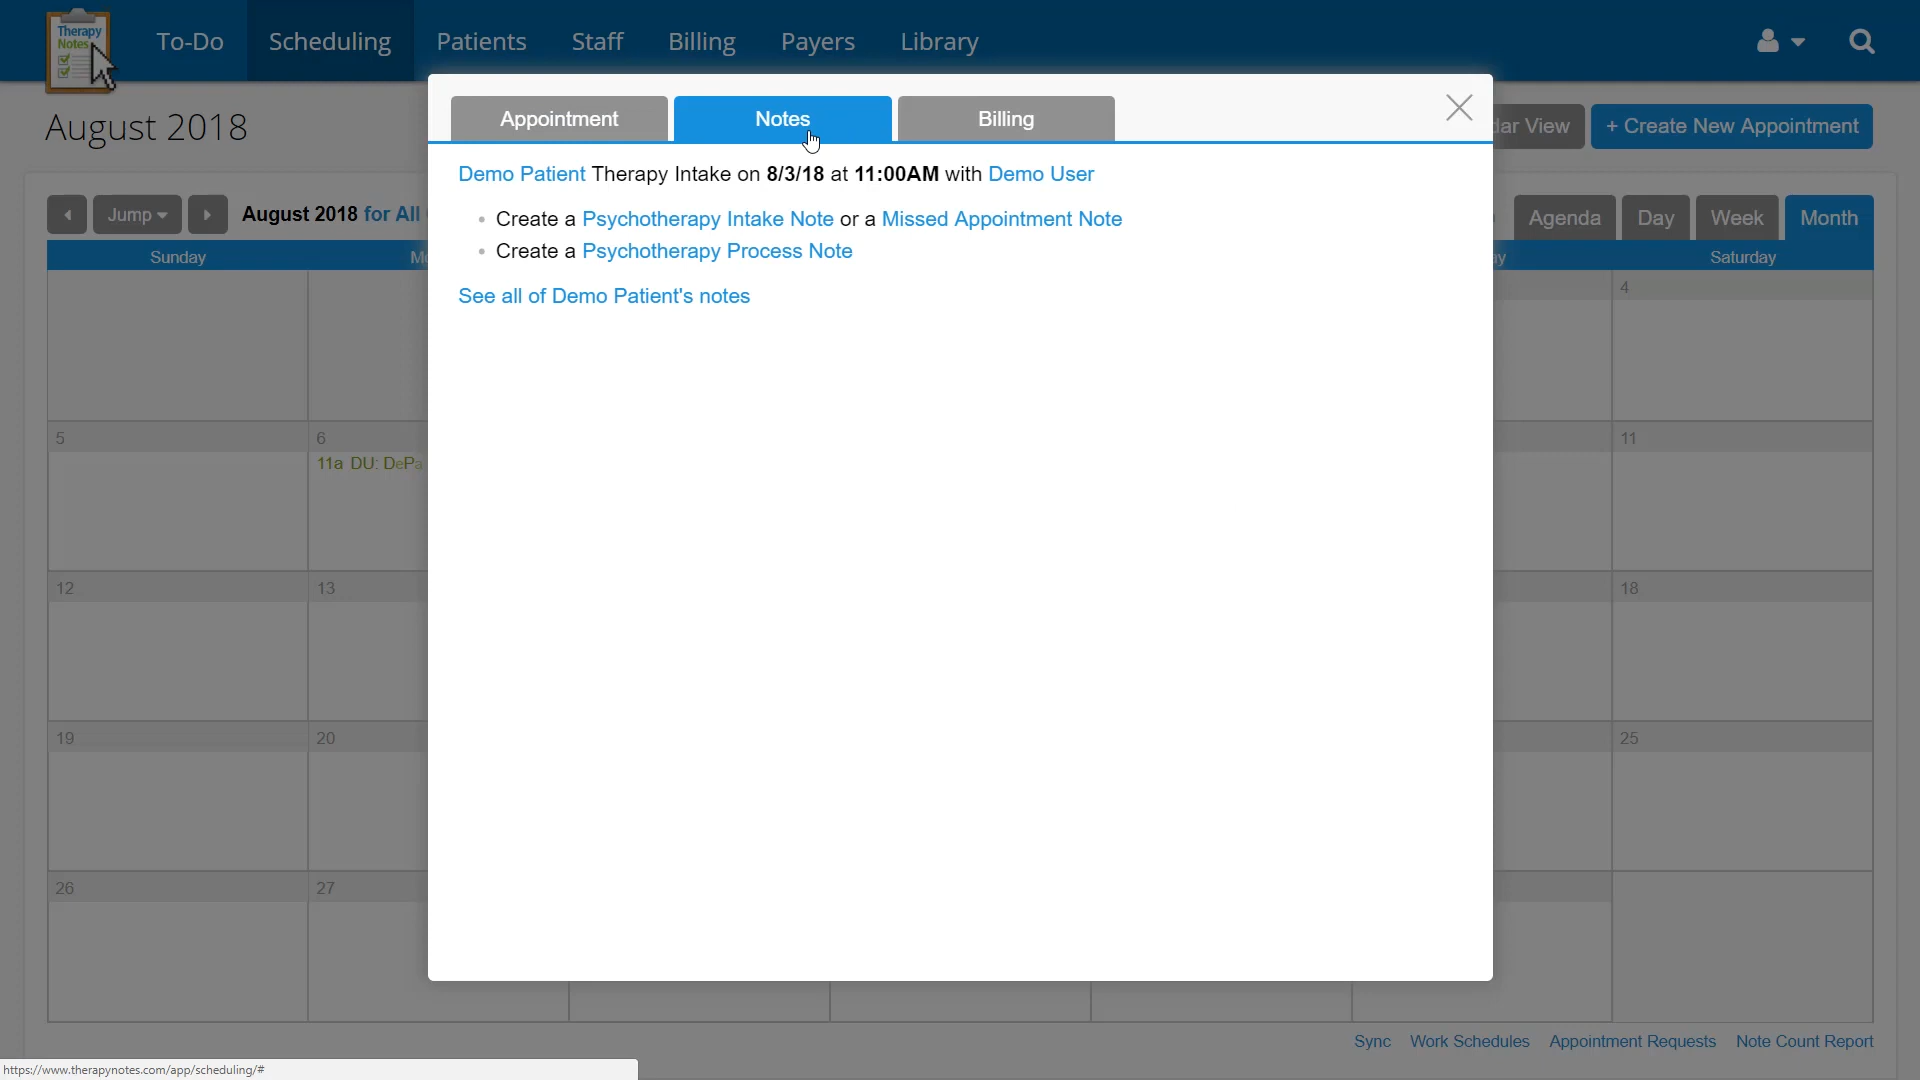 Therapy
Notes
To-Do Scheduling Patients Staff Billing Payers Library
August 2018
Appointment Notes Billing
dar View + Create New Appointment
Demo Patient Therapy Intake on 8/3/18 at 11:00AM with Demo User
• Create a Psychotherapy Intake Note or a Missed Appointment Note
• Create a Psychotherapy Process Note
See all of Demo Patient's notes
Jump August 2018 for All
Agenda Day Week Month
Sunday Mo ay Saturday
4
5 6 11
11a DU: DePa
12 13 18
19 20 25
26 27
Sync Work Schedules Appointment Requests Note Count Report
https://www.therapynotes.com/app/scheduling/#